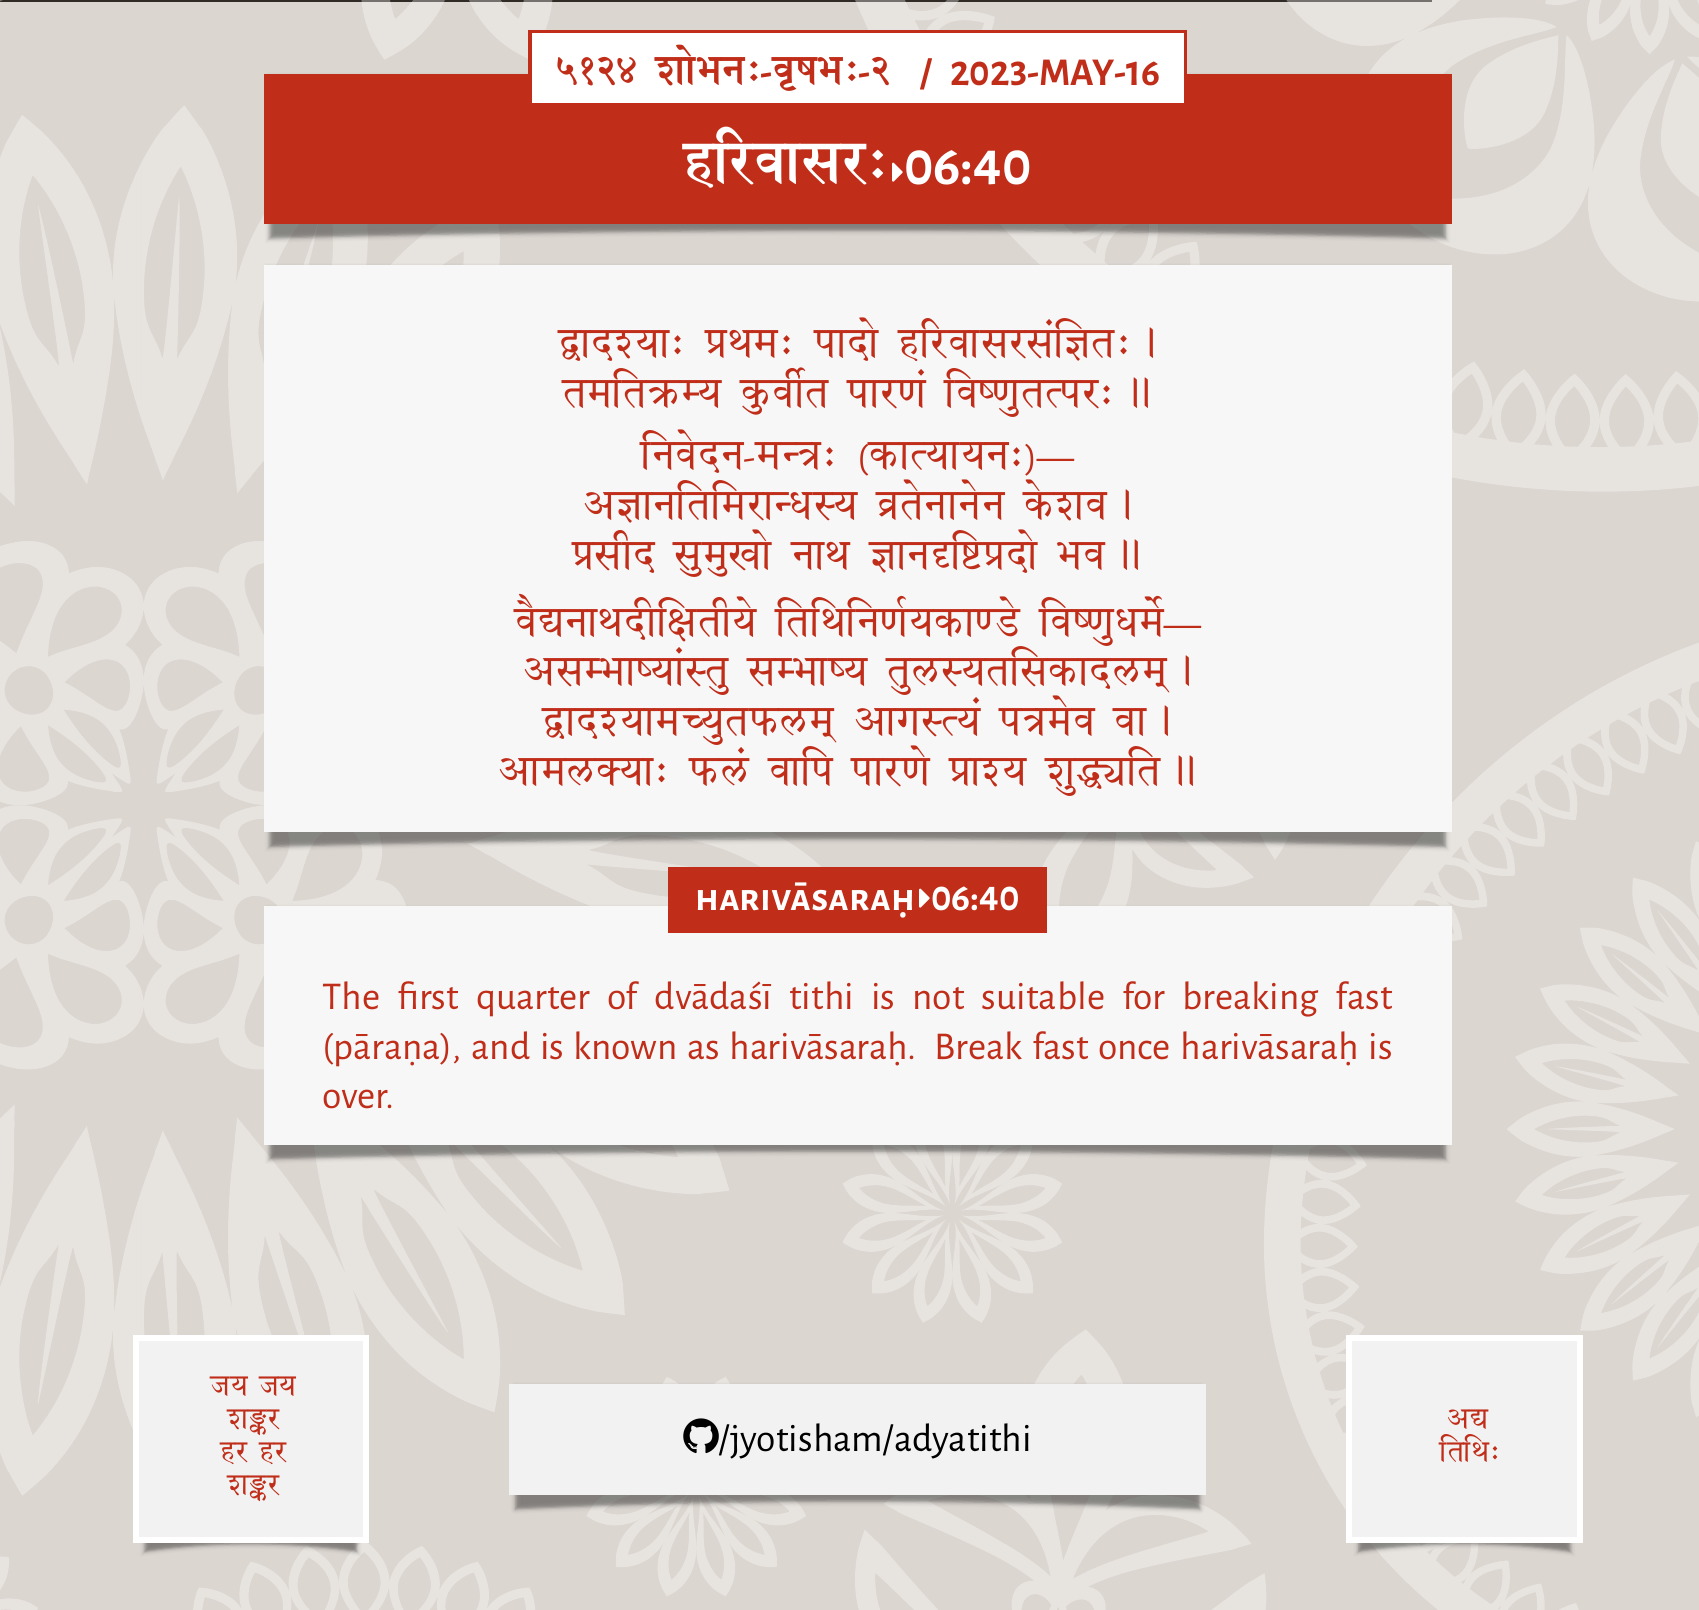 ५१२४ शोभनः-वृषभः-२ / 2023-MAY-16
हरिवासरः▸06:40
द्वादश्याः प्रथमः पादो हरिवासरसंज्ञितः।
तमतिक्रम्य कुर्वीत पारणं विष्णुतत्परः॥
निवेदन-मन्त्रः (कात्यायनः)—
अज्ञानतिमिरान्धस्य व्रतेनानेन केशव।
प्रसीद सुमुखो नाथ ज्ञानदृष्टिप्रदो भव॥
वैद्यनाथदीक्षितीये तिथिनिर्णयकाण्डे विष्णुधर्मे—
असम्भाष्यांस्तु सम्भाष्य तुलस्यतसिकादलम्।
द्वादश्यामच्युतफलम् आगस्त्यं पत्रमेव वा।
आमलक्याः फलं वापि पारणे प्राश्य शुद्ध्यति॥
HARIVĀSARAḤ▸06:40
The first quarter of dvādaśī tithi is not suitable for breaking fast
(pāraṇa), and is known as harivāsaraḥ. Break fast once harivāsaraḥ is
over.
जय जय
शङ्कर
हर हर
शङ्कर
/jyotisham/adyatithi
अद्य
तिथिः